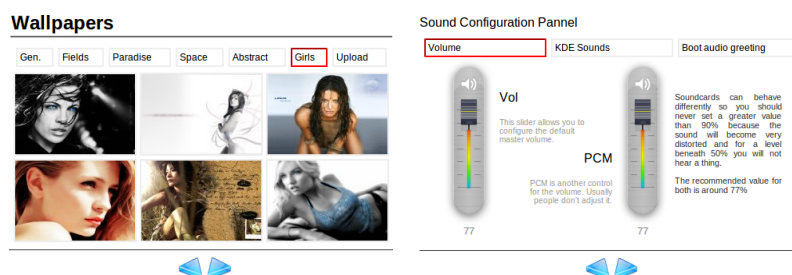 Wallpapers
Gen. Fields Paradise Space Abstract Girls Upload
Sound Configuration Pannel
Volume KDE Sounds Boot audio greeting
Vol
This slider allows you to
configure the default
master volume.
PCM
PCM is another control
for the volume. Usually
people don't adjust it.
77
77
Soundcards can behave
differently so you should
never set a greater value
than 90% because the
sound will become very
distorted and for a level
beneath 50% you will not
hear a thing.
The recommended value for
both is around 77%